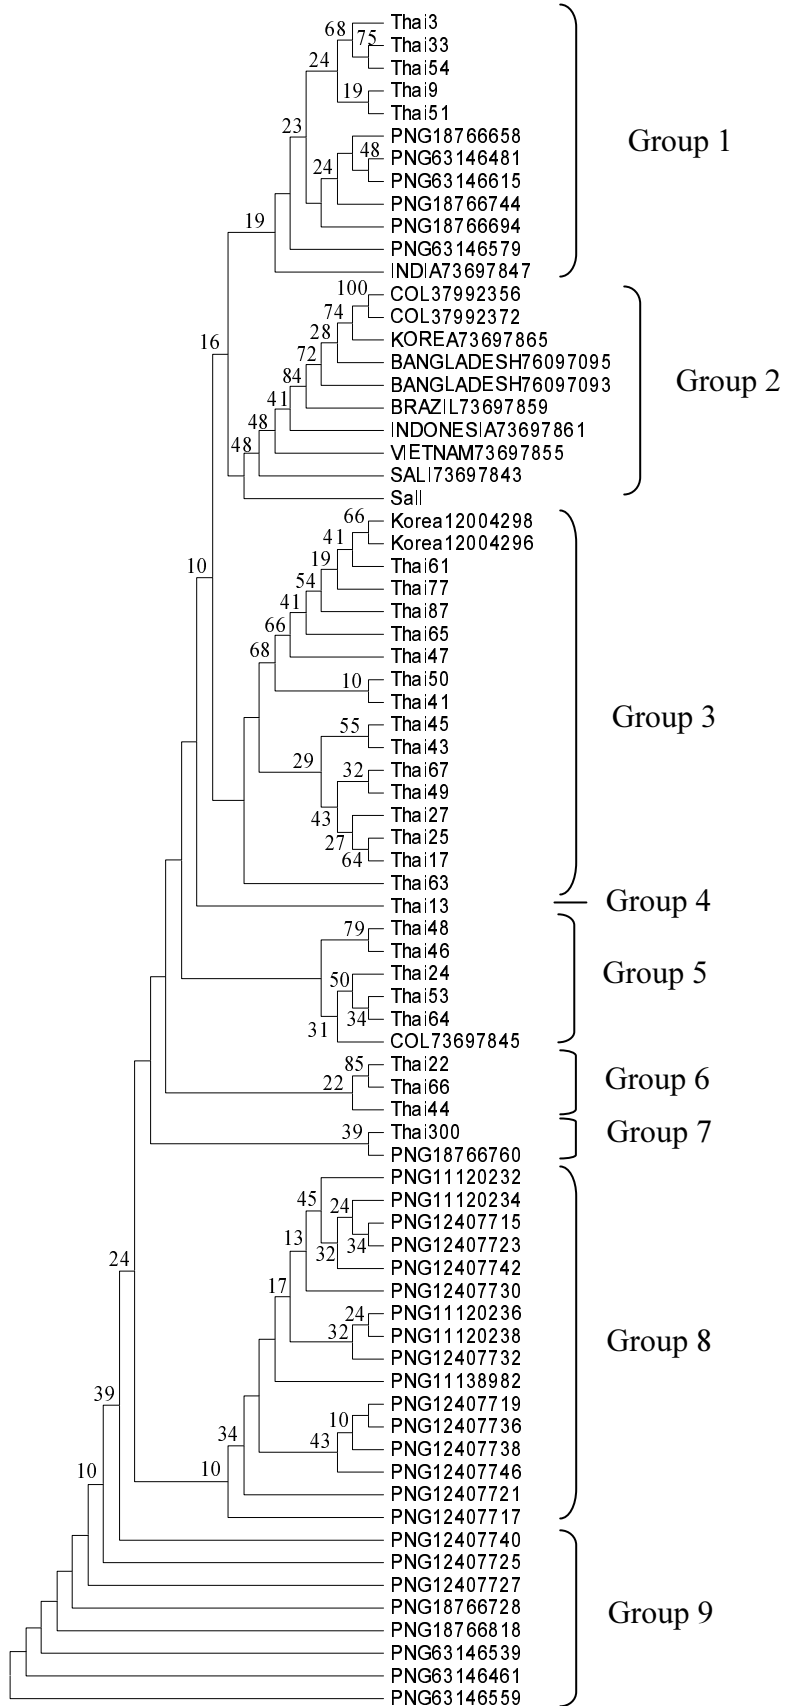 Thai3
68
75
Thai33
24
Thai54
19
Thai9
Thai51
23
PNG18766658
Group 1
48
PNG63146481
24
PNG63146615
PNG18766744
19
PNG18766694
PNG63146579
INDIA73697847
100
COL37992356
74
COL37992372
16
28
KOREA73697865
72
BANGLADESH76097095
Group 2
84
BANGLADESH76097093
41
BRAZIL73697859
48
INDONESIA73697861
48
VIETNAM73697855
SALI73697843
Sall
66
Korea12004298
41
Korea12004296
10
19
Thai61
54
Thai77
41
Thai87
66
Thai65
68
Thai47
10
Thai50
Thai41
Group 3
55
Thai45
29
Thai43
32
Thai67
Thai49
43
Thai27
27
Thai25
64
Thai17
Thai63
Thai13
Group 4
79
Thai48
Thai46
50
Thai24
Group 5
34
Thai53
31
Thai64
COL73697845
85
Thai22
22
Thai66
Group 6
Thai44
39
Thai300
Group 7
PNG18766760
PNG11120232
45
24
PNG11120234
PNG12407715
13
32
34
PNG12407723
24
PNG12407742
17
PNG12407730
24
PNG11120236
32
PNG11120238
Group 8
PNG12407732
PNG11138982
39
PNG12407719
10
PNG12407736
34
43
PNG12407738
10
10
PNG12407746
PNG12407721
PNG12407717
PNG12407740
PNG12407725
PNG12407727
PNG18766728
Group 9
PNG18766818
PNG63146539
PNG63146461
PNG63146559